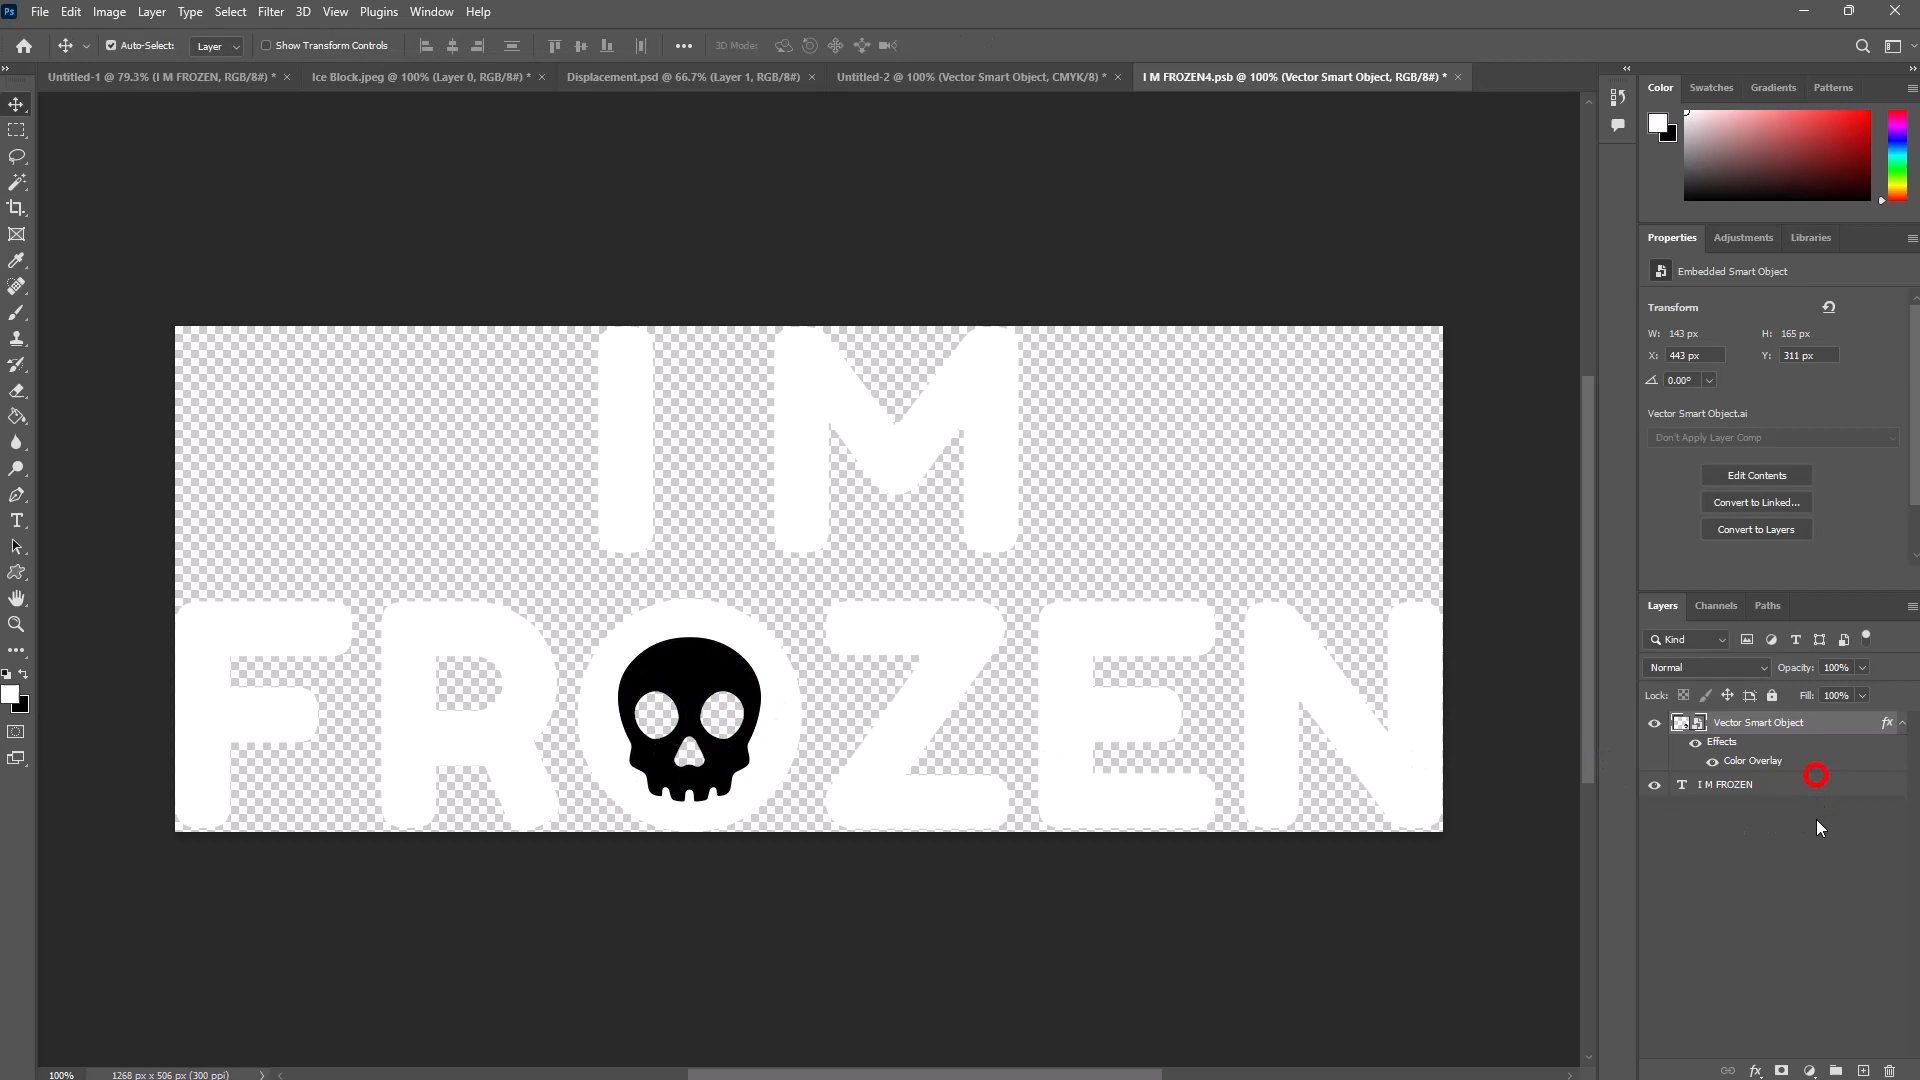 Ps File Edit Image Layer Type Select Filter 3D View Plugins Window Help
Auto-Select: Layer Show Transform Controls 3D Mode:
Untitled-1 @ 79.3% (I M FROZEN, RGB/8#) * × Ice Block.jpeg @ 100% (Layer 0, RGB/8#) * × Displacement.psd @ 66.7% (Layer 1, RGB/8#) × Untitled-2 @ 100% (Vector Smart Object, CMYK/8) * × I M FROZEN4.psb @ 100% (Vector Smart Object, RGB/8#) * ×
Color Swatches Gradients Patterns
Properties Adjustments Libraries
Embedded Smart Object
Transform
W: 143 px H: 165 px
X: 443 px Y: 311 px
0.00°
Vector Smart Object.ai
Don't Apply Layer Comp
Edit Contents
Convert to Linked...
Convert to Layers
I M
FROZEN
Layers Channels Paths
Kind
Normal Opacity: 100%
Lock: Fill: 100%
Vector Smart Object fx
Effects
Color Overlay
T I M FROZEN
100% 1268 px x 506 px (300 ppi)
fx